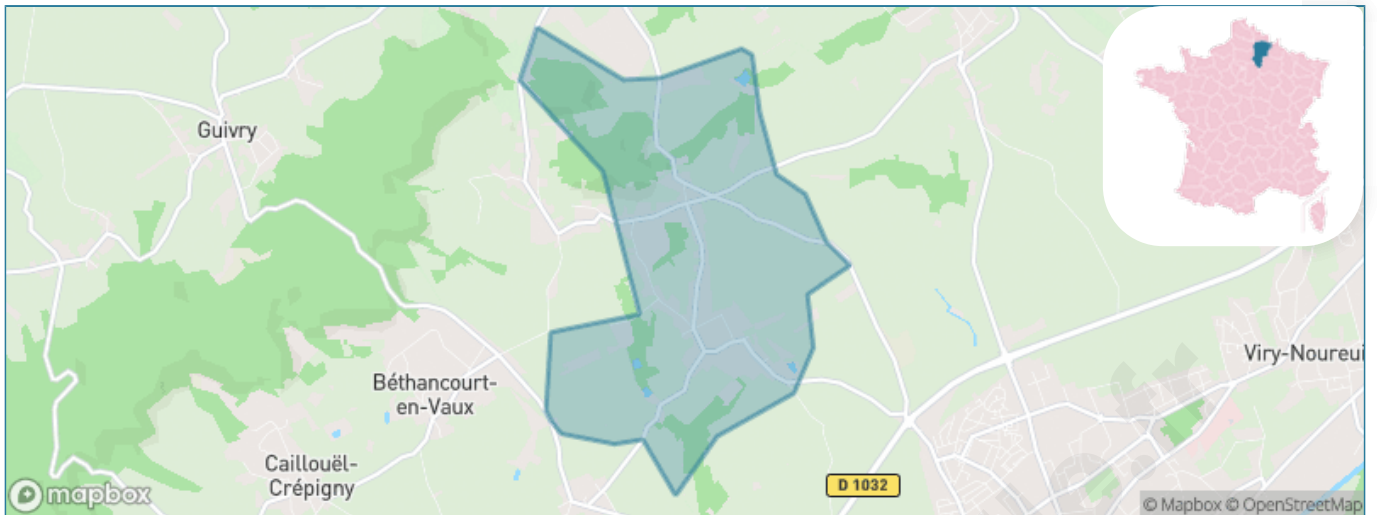 Guivry
Viry-Noureui
Béthancourt-
en-Vaux
Caillouël-
Crépigny
D 1032
mapbox
© Mapbox © OpenStreetMap